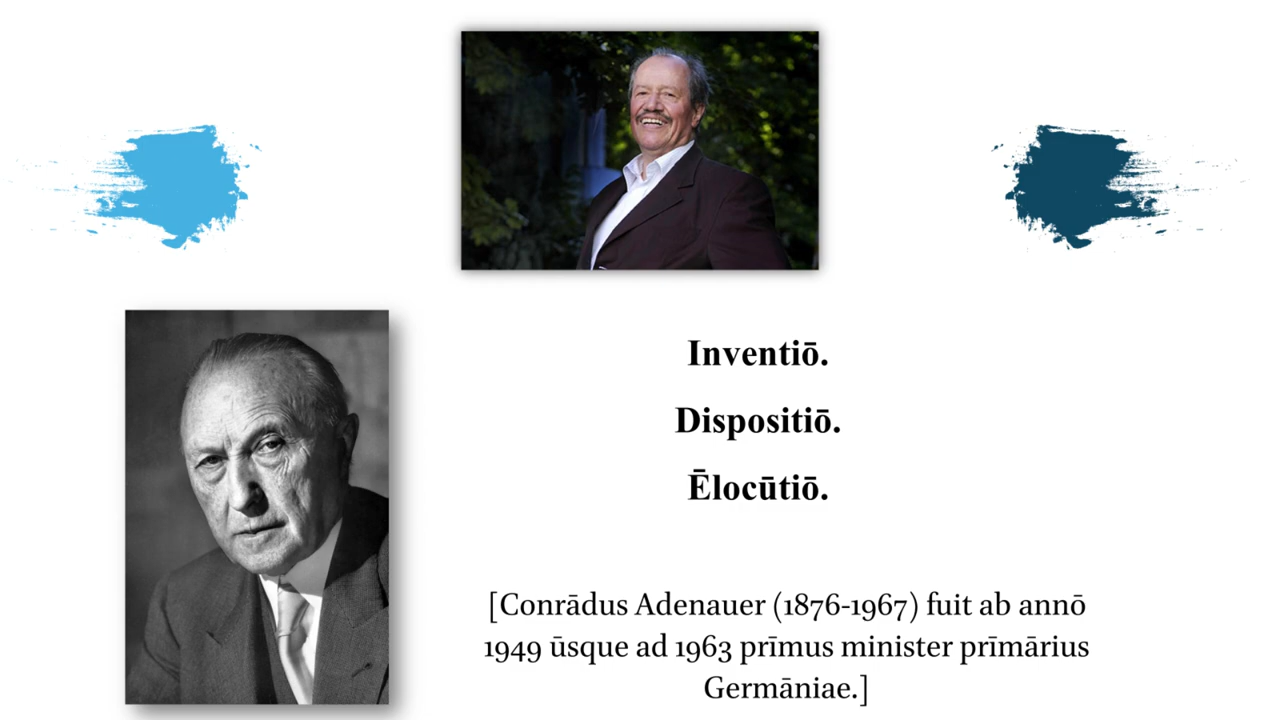 Inventiō.
Dispositiō.
Ēlocūtiō.
[Conrādus Adenauer (1876-1967) fuit ab annō
1949 ūsque ad 1963 prīmus minister prīmārius
Germāniae.]